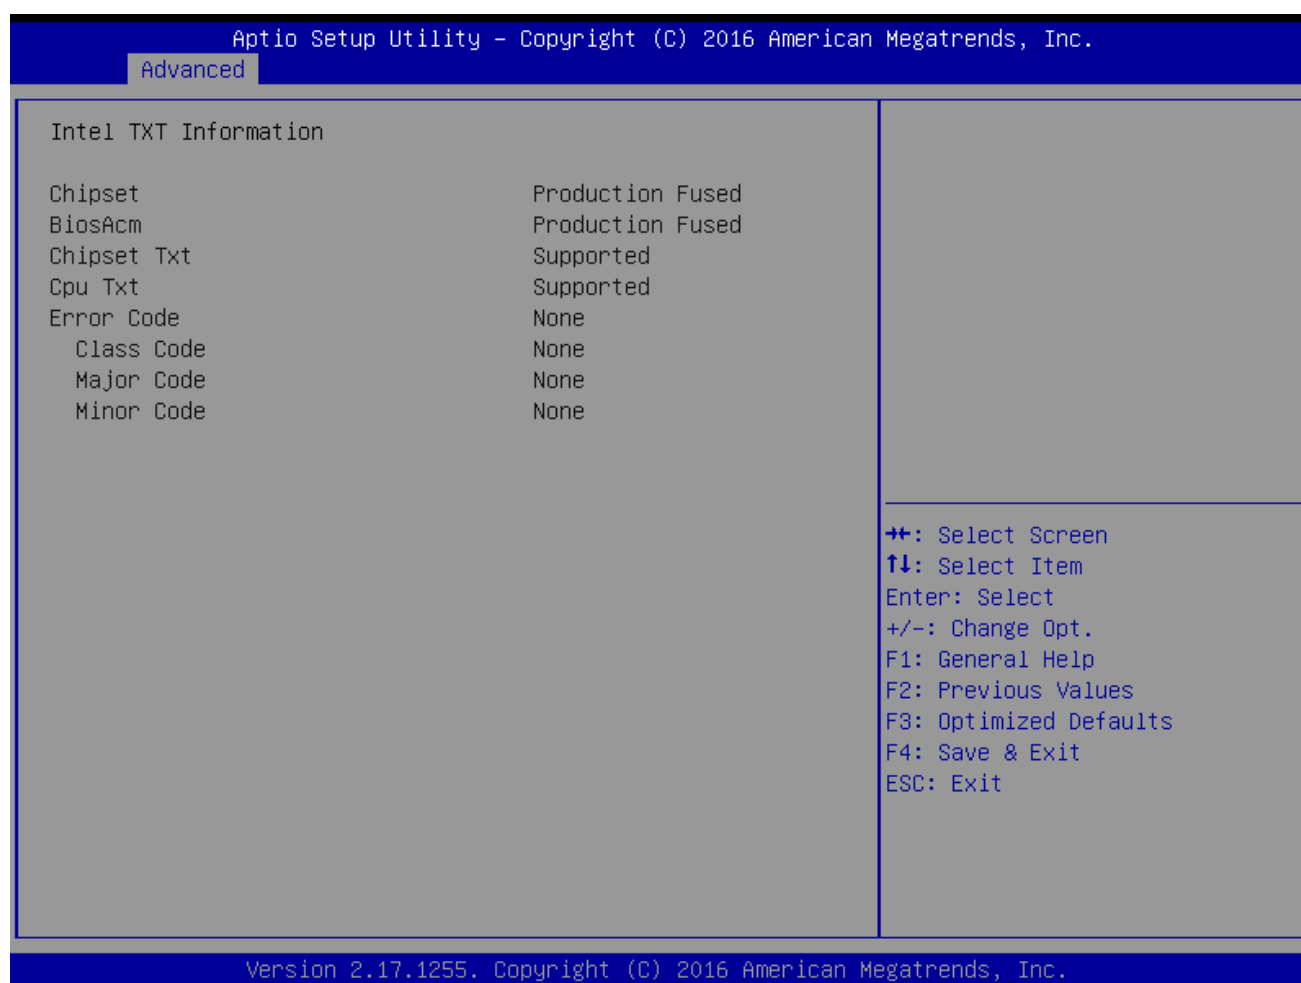 Aptio Setup Utility – Copyright (C) 2016 American Megatrends, Inc.
Advanced
Intel TXT Information
Chipset Production Fused
BiosAcm Production Fused
Chipset Txt Supported
Cpu Txt Supported
Error Code None
Class Code None
Major Code None
Minor Code None
→←: Select Screen
↑↓: Select Item
Enter: Select
+/-: Change Opt.
F1: General Help
F2: Previous Values
F3: Optimized Defaults
F4: Save & Exit
ESC: Exit
Version 2.17.1255. Copyright (C) 2016 American Megatrends, Inc.